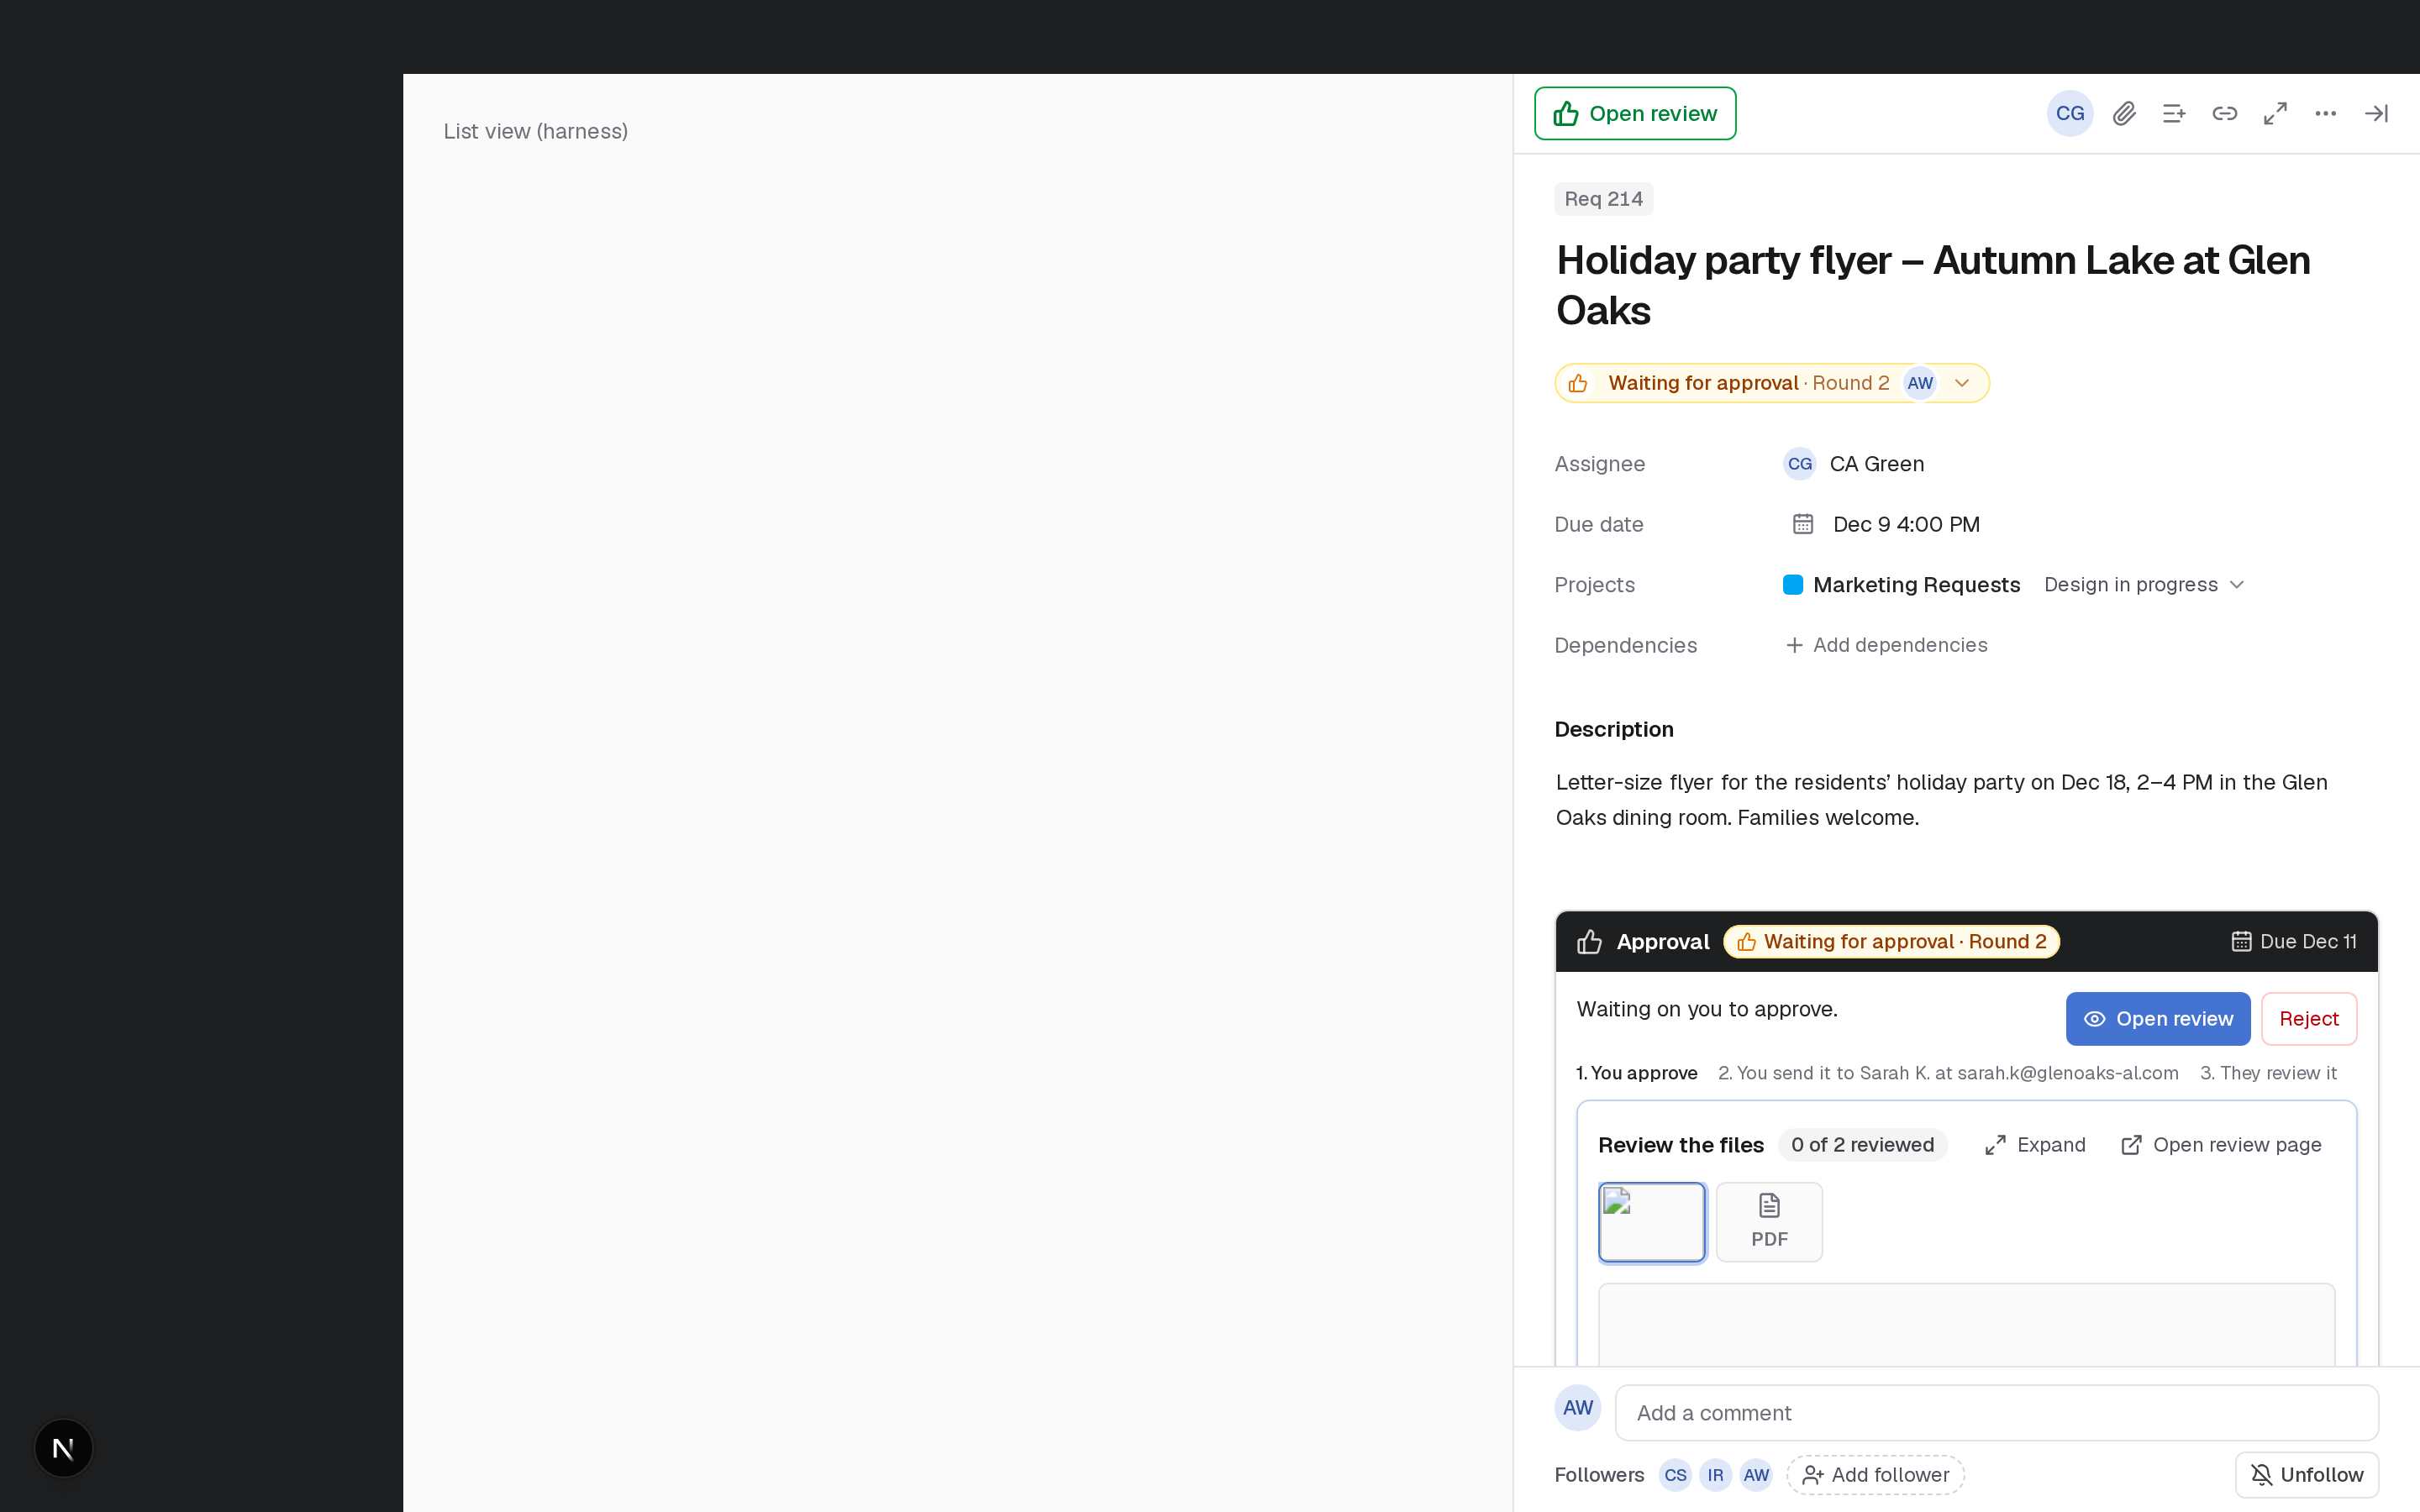 List view (harness)
Open review
CG
Req 214
Holiday party flyer – Autumn Lake at Glen
Oaks
Waiting for approval · Round 2 AW
Assignee CG CA Green
Due date Dec 9 4:00 PM
Projects Marketing Requests Design in progress
Dependencies Add dependencies
Description
Letter-size flyer for the residents’ holiday party on Dec 18, 2–4 PM in the Glen
Oaks dining room. Families welcome.
Approval Waiting for approval · Round 2 Due Dec 11
Waiting on you to approve. Open review Reject
1. You approve 2. You send it to Sarah K. at sarah.k@glenoaks-al.com 3. They review it
Review the files 0 of 2 reviewed Expand Open review page
PDF
AW Add a comment
Followers CS IR AW Add follower Unfollow
N